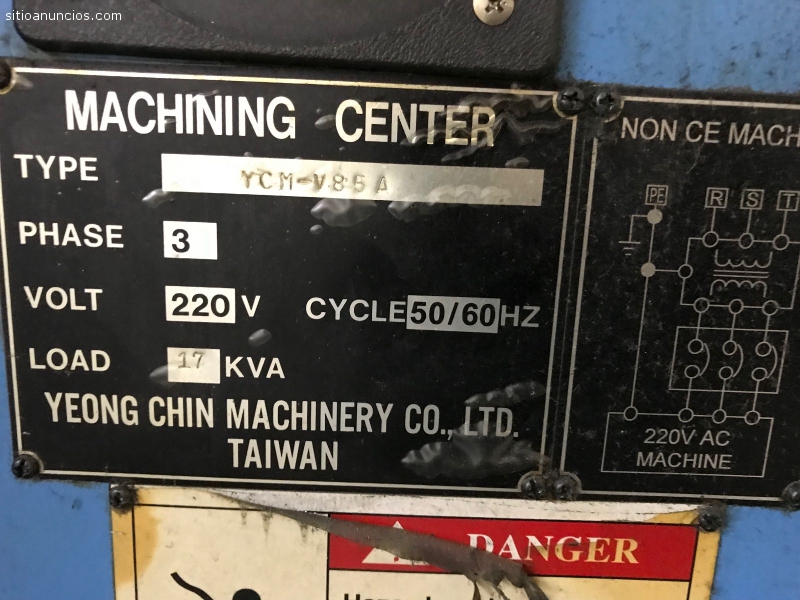 sitioanuncios.com
MACHINING CENTER
TYPE YCM-V85A
PHASE 3
VOLT 220 V CYCLE 50/60 HZ
LOAD 17 KVA
YEONG CHIN MACHINERY CO., LTD.
TAIWAN
NON CE MACH
PE R S T
220V AC
MACHINE
DANGER